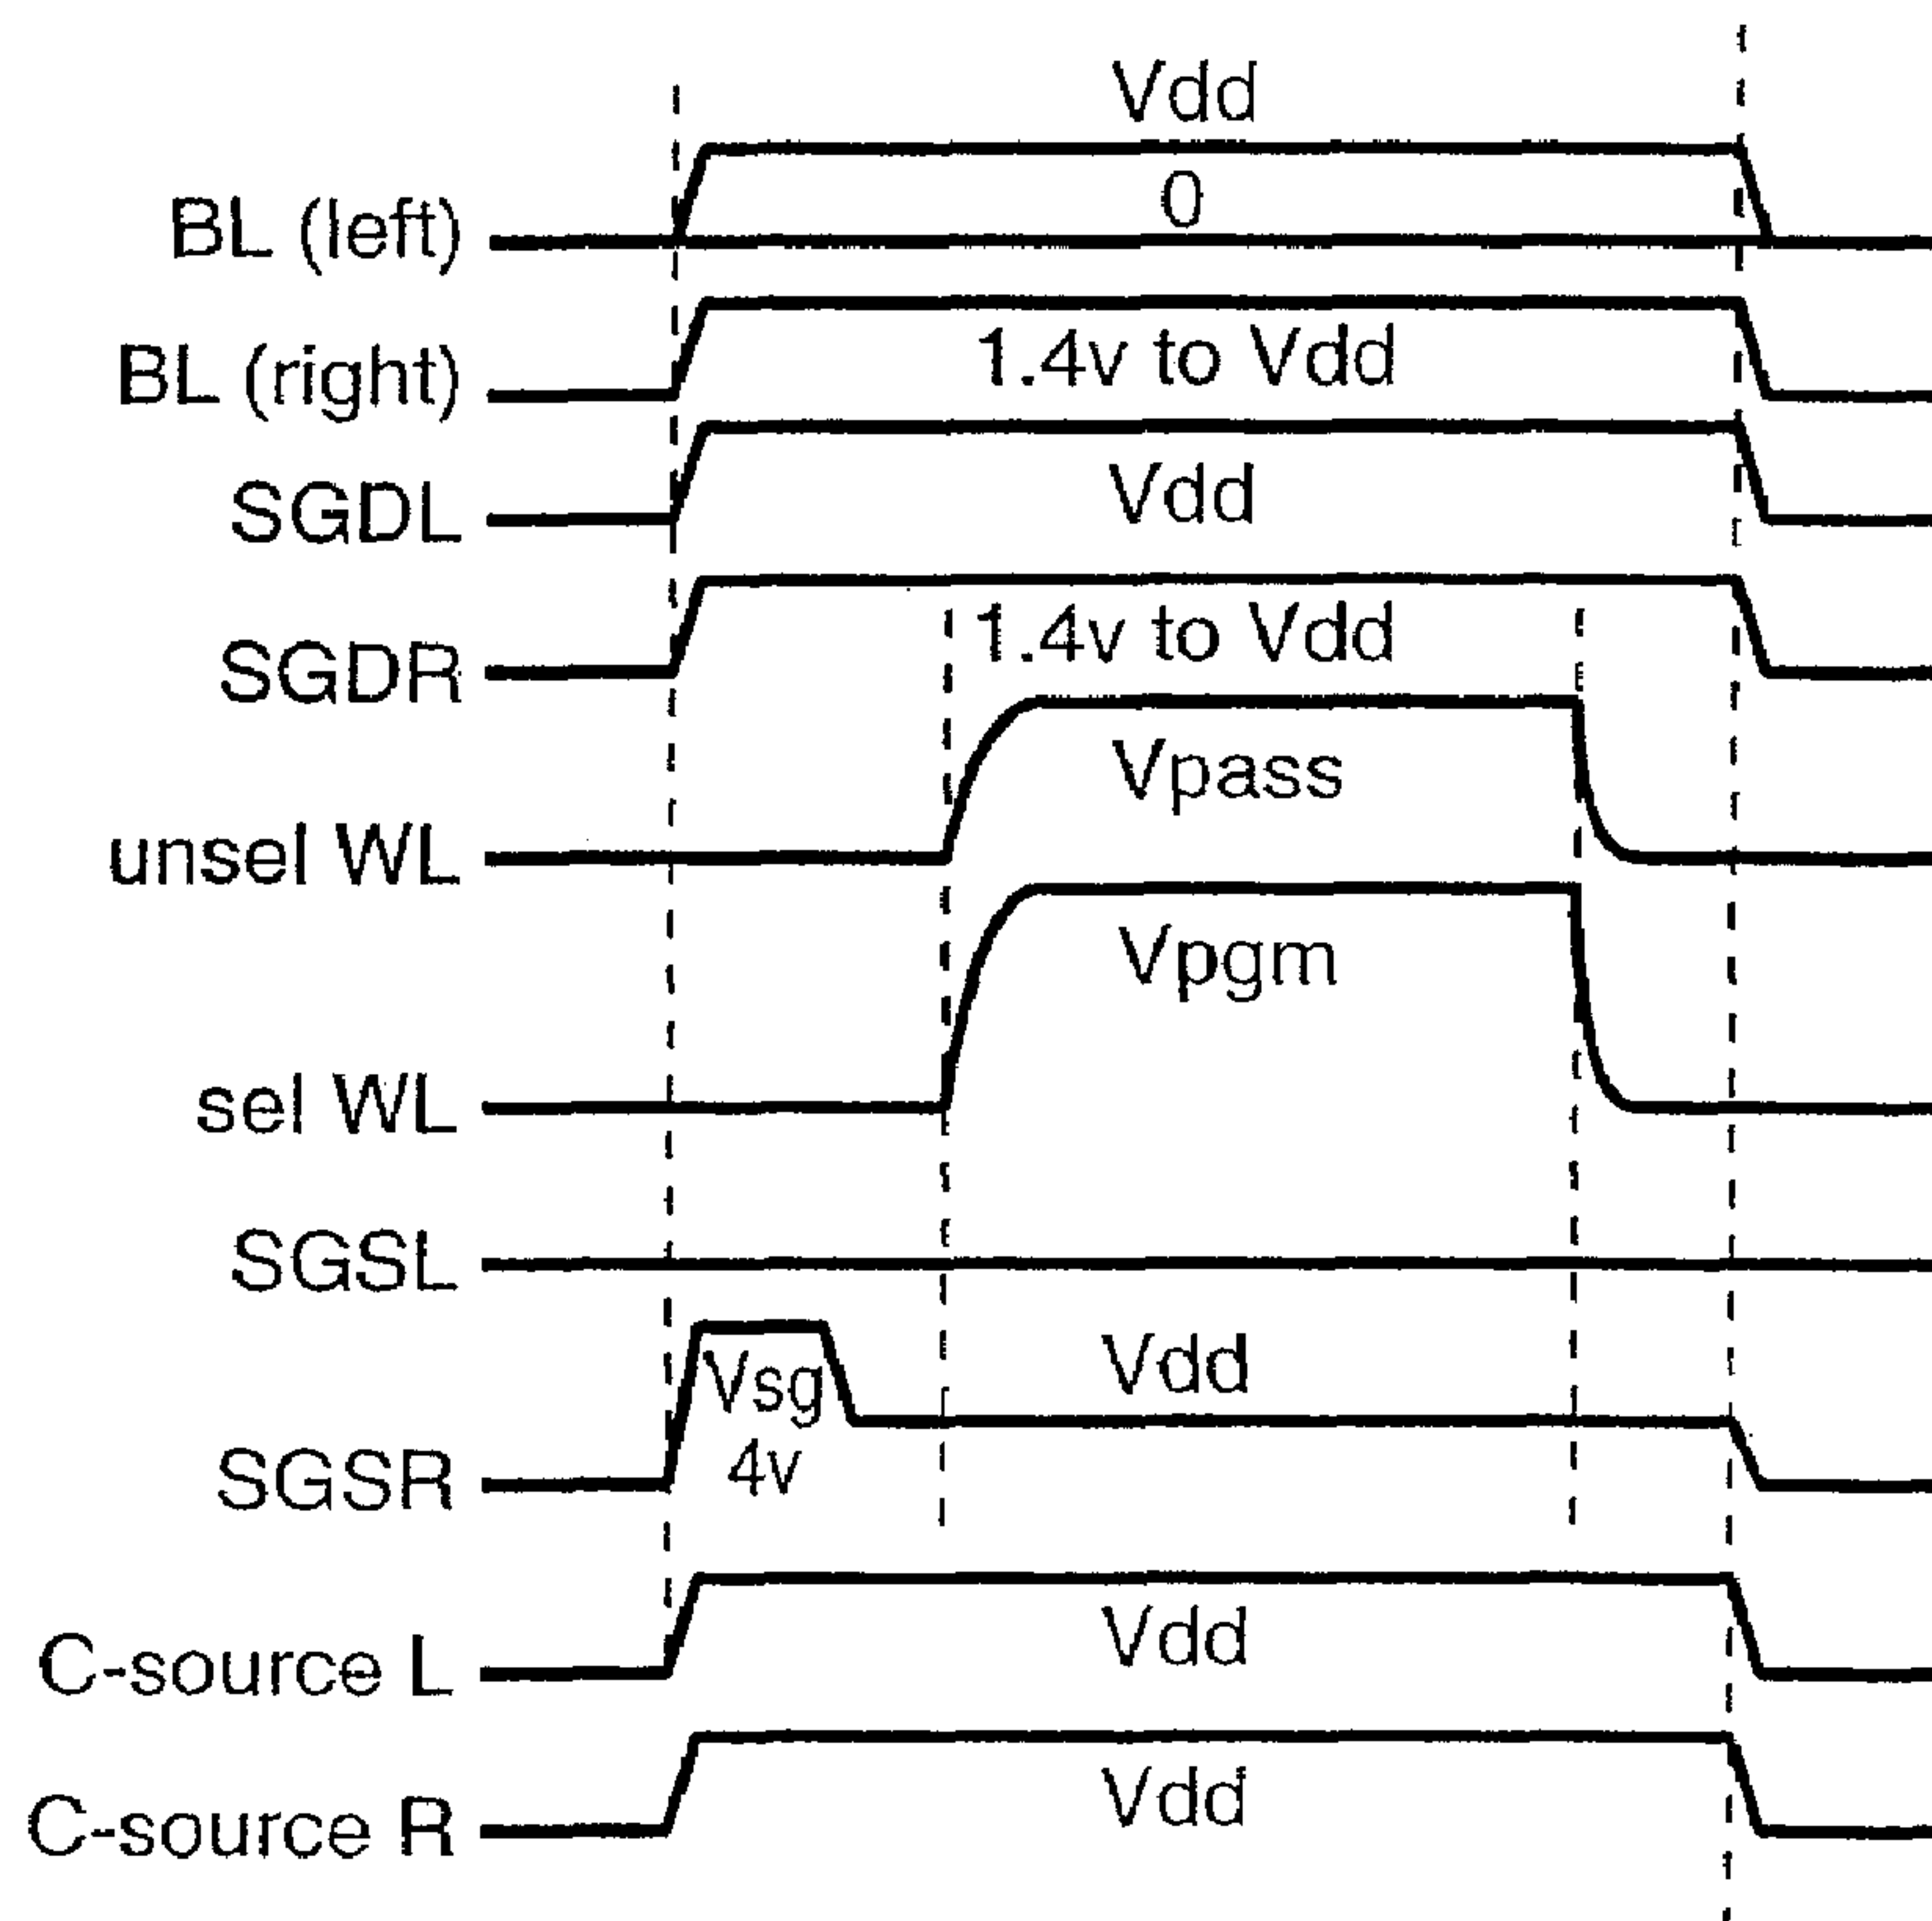 Vdd
BL (left)
0
BL (right)
1.4v to Vdd
SGDL
Vdd
SGDR
1.4v to Vdd
unsel WL
Vpass
sel WL
Vpgm
SGSL
SGSR
Vsg
4v
Vdd
C-source L
Vdd
C-source R
Vdd